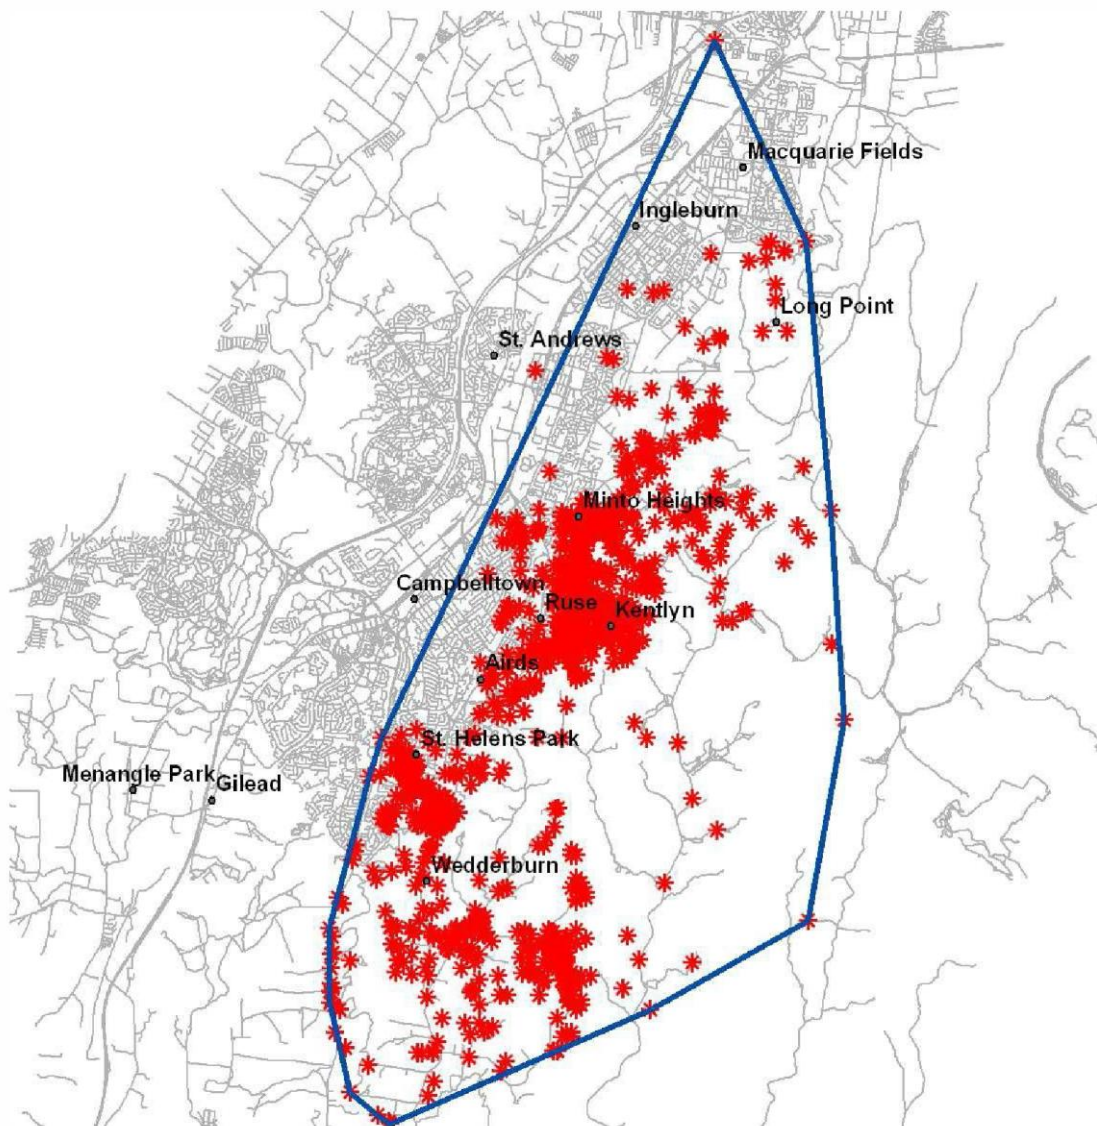 Macquarie Fields
Ingleburn
Long Point
St. Andrews
Minto Heights
Campbelltown
Ruse
Kentlyn
Airds
St. Helens Park
Menangle Park
Gilead
Wedderburn